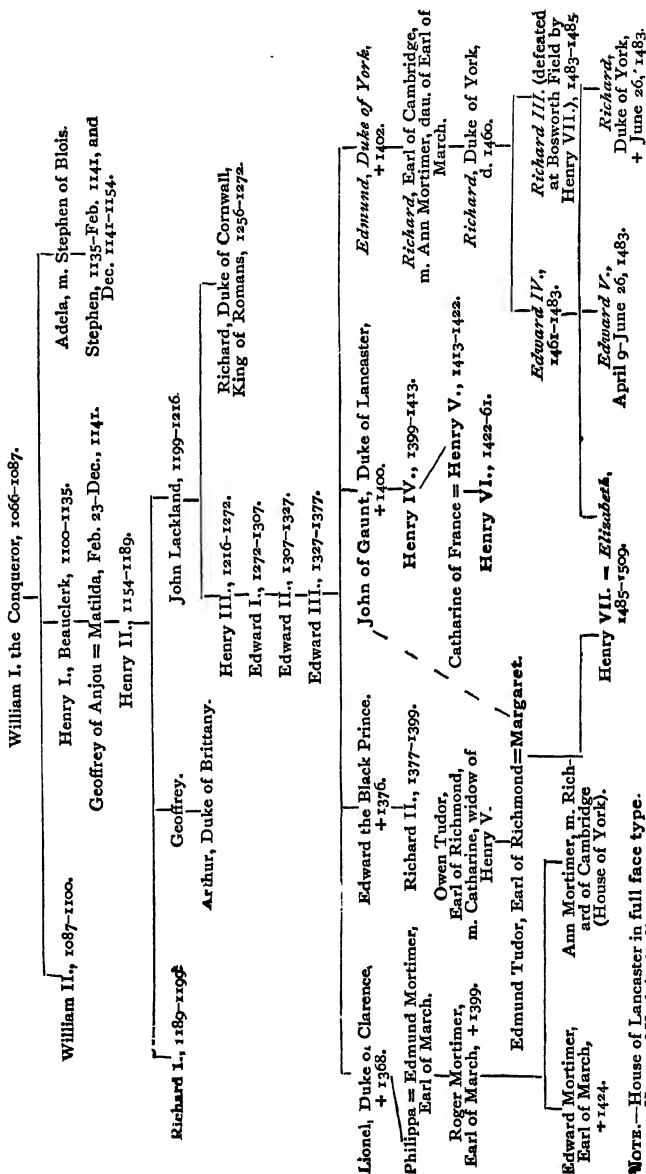 William I. the Conqueror, 1066-1087.
William II., 1087-1100.
Henry I., Beauclerk, 1100-1135.
Adela, m. Stephen of Blois.
Geoffrey of Anjou = Matilda, Feb. 23-Dec., 1141.
Stephen, 1135-Feb. 1141, and
Dec. 1141-1154.
Henry II., 1154-1189.
Richard I., 1189-1199.
Geoffrey.
John Lackland, 1199-1216.
Arthur, Duke of Brittany.
Henry III., 1216-1272.
Richard, Duke of Cornwall,
King of Romans, 1256-1272.
Edward I., 1272-1307.
Edward II., 1307-1327.
Edward III., 1327-1377.
Lionel, Duke of Clarence,
+ 1368.
Edward the Black Prince.
+1376.
John of Gaunt, Duke of Lancaster,
+1400.
Edmund, Duke of York,
+ 1402.
Philippa = Edmund Mortimer,
Earl of March.
Richard II., 1377-1399.
Henry IV., 1399-1413.
Richard, Earl of Cambridge,
m. Ann Mortimer, dau. of Earl of
March.
Roger Mortimer,
Earl of March, +1399.
Owen Tudor,
Earl of Richmond,
m. Catharine, widow of
Henry V.
Catharine of France = Henry V., 1413-1422.
Henry VI., 1422-61.
Richard, Duke of York,
d. 1460.
Edmund Tudor, Earl of Richmond=Margaret.
Edward IV.,
1461-1483.
Richard III. (defeated
at Bosworth Field by
Henry VII.), 1483-1485
Edward Mortimer,
Earl of March,
+1424.
Ann Mortimer, m. Rich-
ard of Cambridge
(House of York).
Henry VII. = Elizabeth,
1485-1509.
Edward V.,
April 9-June 26, 1483.
Richard,
Duke of York,
+ June 26, 1483.
NOTE.—House of Lancaster in full face type.